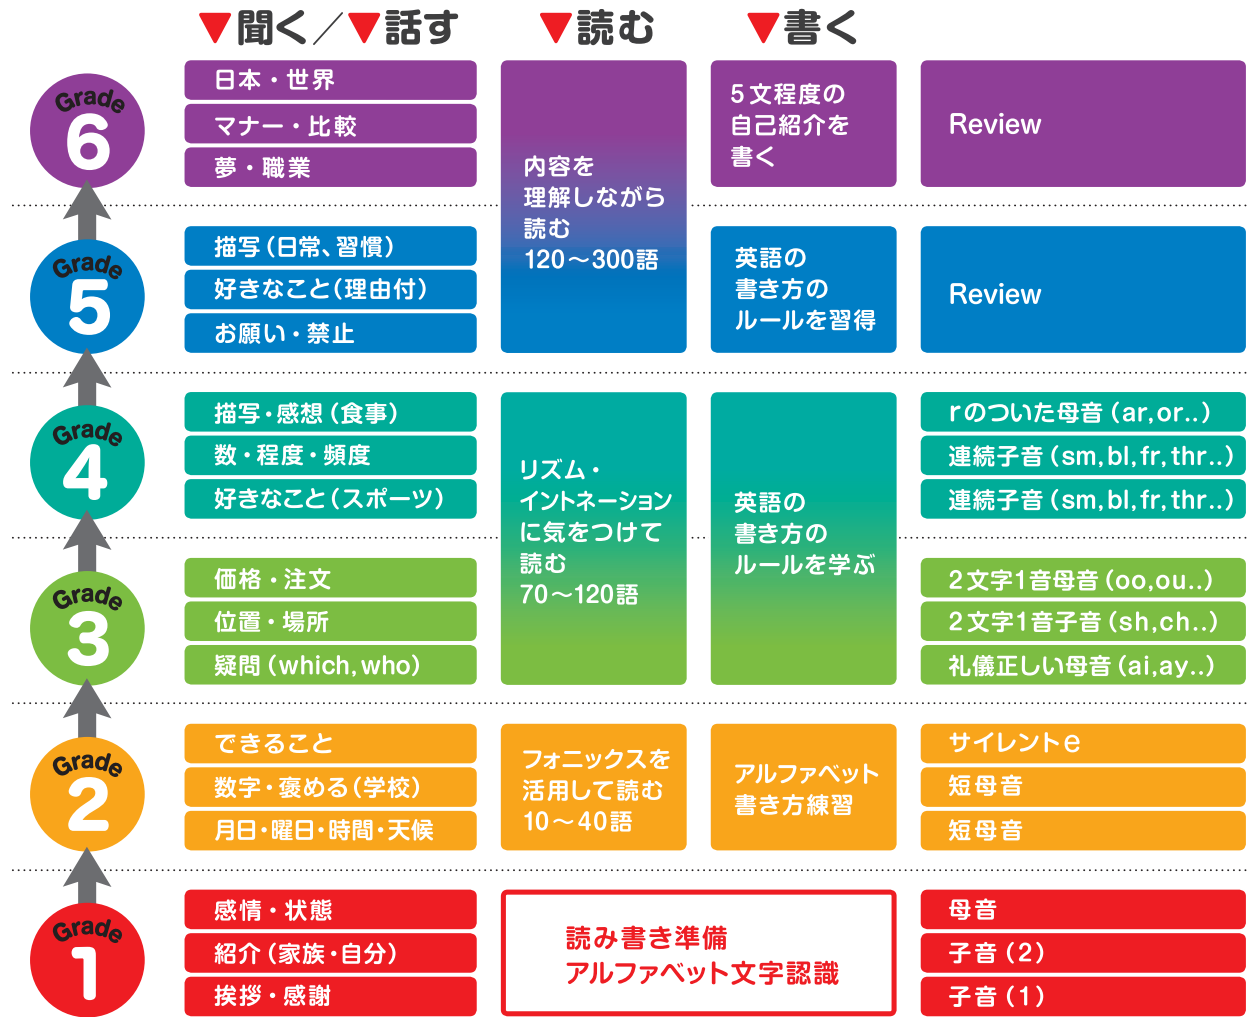 ▼聞く／▼話す
▼読む
▼書く
Grade
6
日本・世界
マナー・比較
夢・職業
内容を
理解しながら
読む
120～300語
5文程度の
自己紹介を
書く
Review
Grade
5
描写(日常、習慣)
好きなこと(理由付)
お願い・禁止
英語の
書き方の
ルールを習得
Review
Grade
4
描写・感想(食事)
数・程度・頻度
好きなこと(スポーツ)
リズム・
イントネーション
に気をつけて
読む
70～120語
英語の
書き方の
ルールを学ぶ
rのついた母音(ar,or..)
連続子音(sm,bl,fr,thr..)
連続子音(sm,bl,fr,thr..)
Grade
3
価格・注文
位置・場所
疑問(which,who)
2文字1音母音(oo,ou..)
2文字1音子音(sh,ch..)
礼儀正しい母音(ai,ay..)
Grade
2
できること
数字・褒める(学校)
月日・曜日・時間・天候
フォニックスを
活用して読む
10～40語
アルファベット
書き方練習
サイレントe
短母音
短母音
Grade
1
感情・状態
紹介(家族・自分)
挨拶・感謝
読み書き準備
アルファベット文字認識
母音
子音(2)
子音(1)